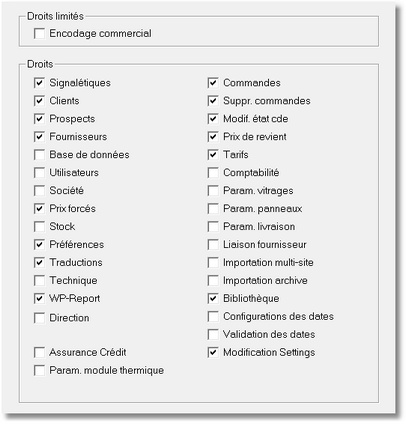 Droits limités
Encodage commercial
Droits
Signalétiques
Clients
Prospects
Fournisseurs
Base de données
Utilisateurs
Société
Prix forcés
Stock
Préférences
Traductions
Technique
WP-Report
Direction
Assurance Crédit
Param. module thermique
Commandes
Suppr. commandes
Modif. état cde
Prix de revient
Tarifs
Comptabilité
Param. vitrages
Param. panneaux
Param. livraison
Liaison fournisseur
Importation multi-site
Importation archive
Bibliothèque
Configurations des dates
Validation des dates
Modification Settings